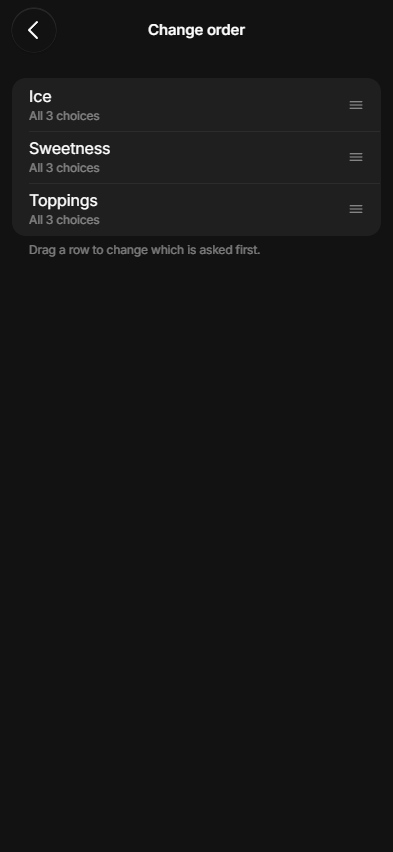 Change order
Ice
All 3 choices
Sweetness
All 3 choices
Toppings
All 3 choices
Drag a row to change which is asked first.